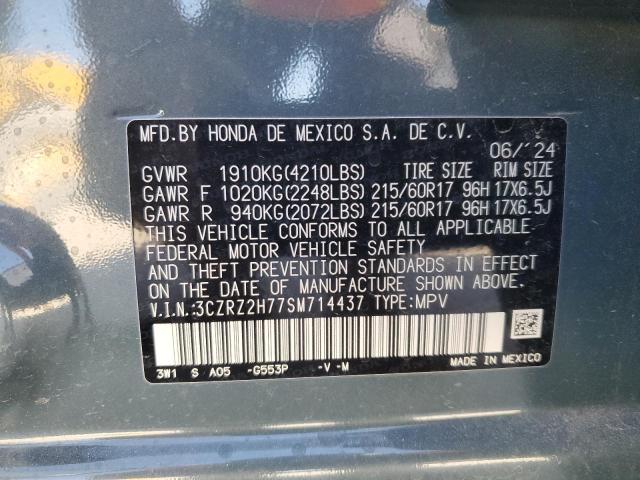 MFD.BY HONDA DE MEXICO S.A. DE C.V.
06/´24
GVWR 1910KG(4210LBS) TIRE SIZE RIM SIZE
GAWR F 1020KG(2248LBS) 215/60R17 96H 17X6.5J
GAWR R 940KG(2072LBS) 215/60R17 96H 17X6.5J
THIS VEHICLE CONFORMS TO ALL APPLICABLE
FEDERAL MOTOR VEHICLE SAFETY
AND THEFT PREVENTION STANDARDS IN EFFECT
ON THE DATE OF MANUFACTURE SHOWN ABOVE.
V.I.N.:3CZRZ2H77SM714437 TYPE:MPV
3W1 S A05 -G553P -V -M
MADE IN MEXICO